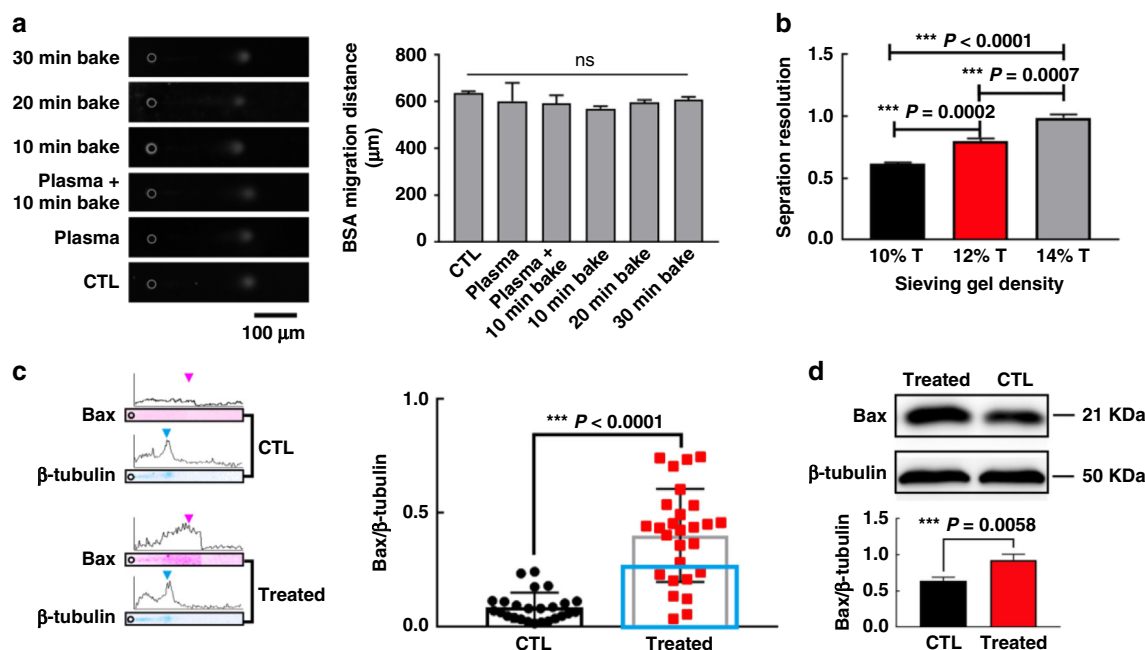 a
30 min bake
20 min bake
10 min bake
Plasma +
10 min bake
Plasma
CTL
100 μm
BSA migration distance
(μm)
800
600
400
200
0
ns
CTL
Plasma
Plasma +
10 min bake
10 min bake
20 min bake
30 min bake
b
Sepration resolution
1.5
1.0
0.5
0.0
*** P < 0.0001
*** P = 0.0007
*** P = 0.0002
10% T
12% T
14% T
Sieving gel density
c
Bax
β-tubulin
CTL
Bax
β-tubulin
Treated
Bax/β-tubulin
1.0
0.5
0.0
*** P < 0.0001
CTL
Treated
d
Treated
CTL
Bax
21 KDa
β-tubulin
50 KDa
Bax/β-tubulin
1.5
1.0
0.5
0.0
*** P = 0.0058
CTL
Treated